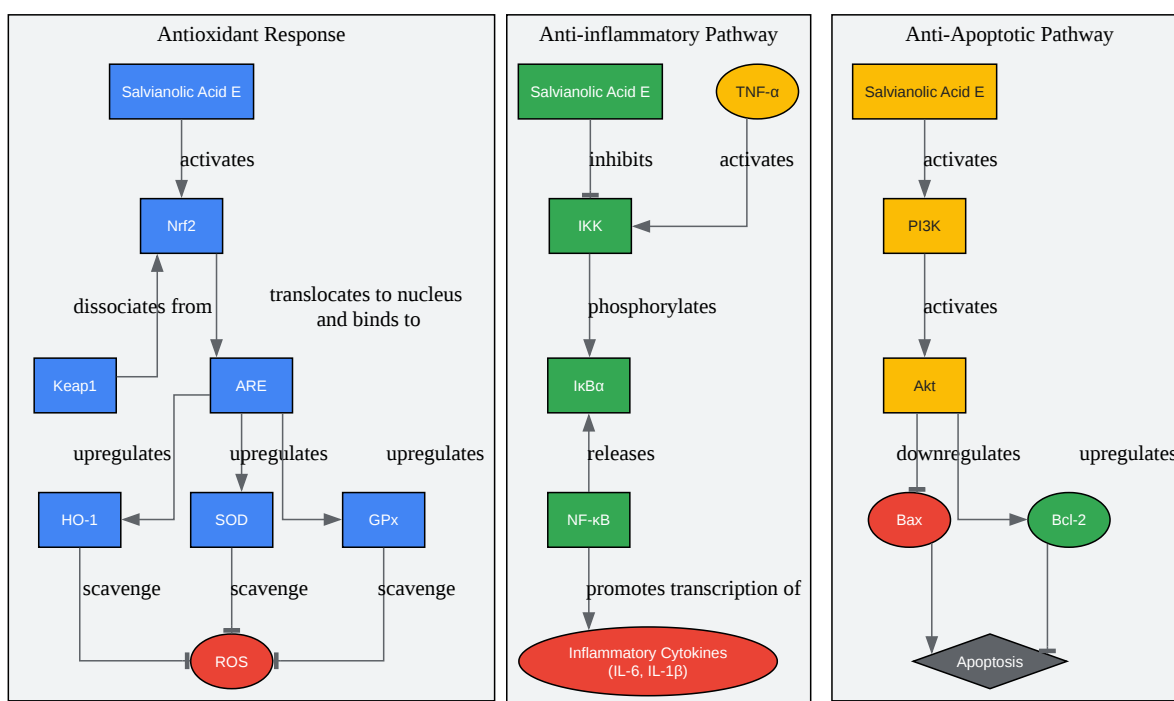 Antioxidant Response
Salvianolic Acid E
activates
Nrf2
dissociates from
translocates to nucleus
and binds to
Keap1
ARE
upregulates
upregulates
upregulates
HO-1
SOD
GPx
scavenge
scavenge
scavenge
ROS
Anti-inflammatory Pathway
Salvianolic Acid E
TNF-α
inhibits
activates
IKK
phosphorylates
IκBα
releases
NF-κB
promotes transcription of
Inflammatory Cytokines
(IL-6, IL-1β)
Anti-Apoptotic Pathway
Salvianolic Acid E
activates
PI3K
activates
Akt
downregulates
upregulates
Bax
Bcl-2
Apoptosis